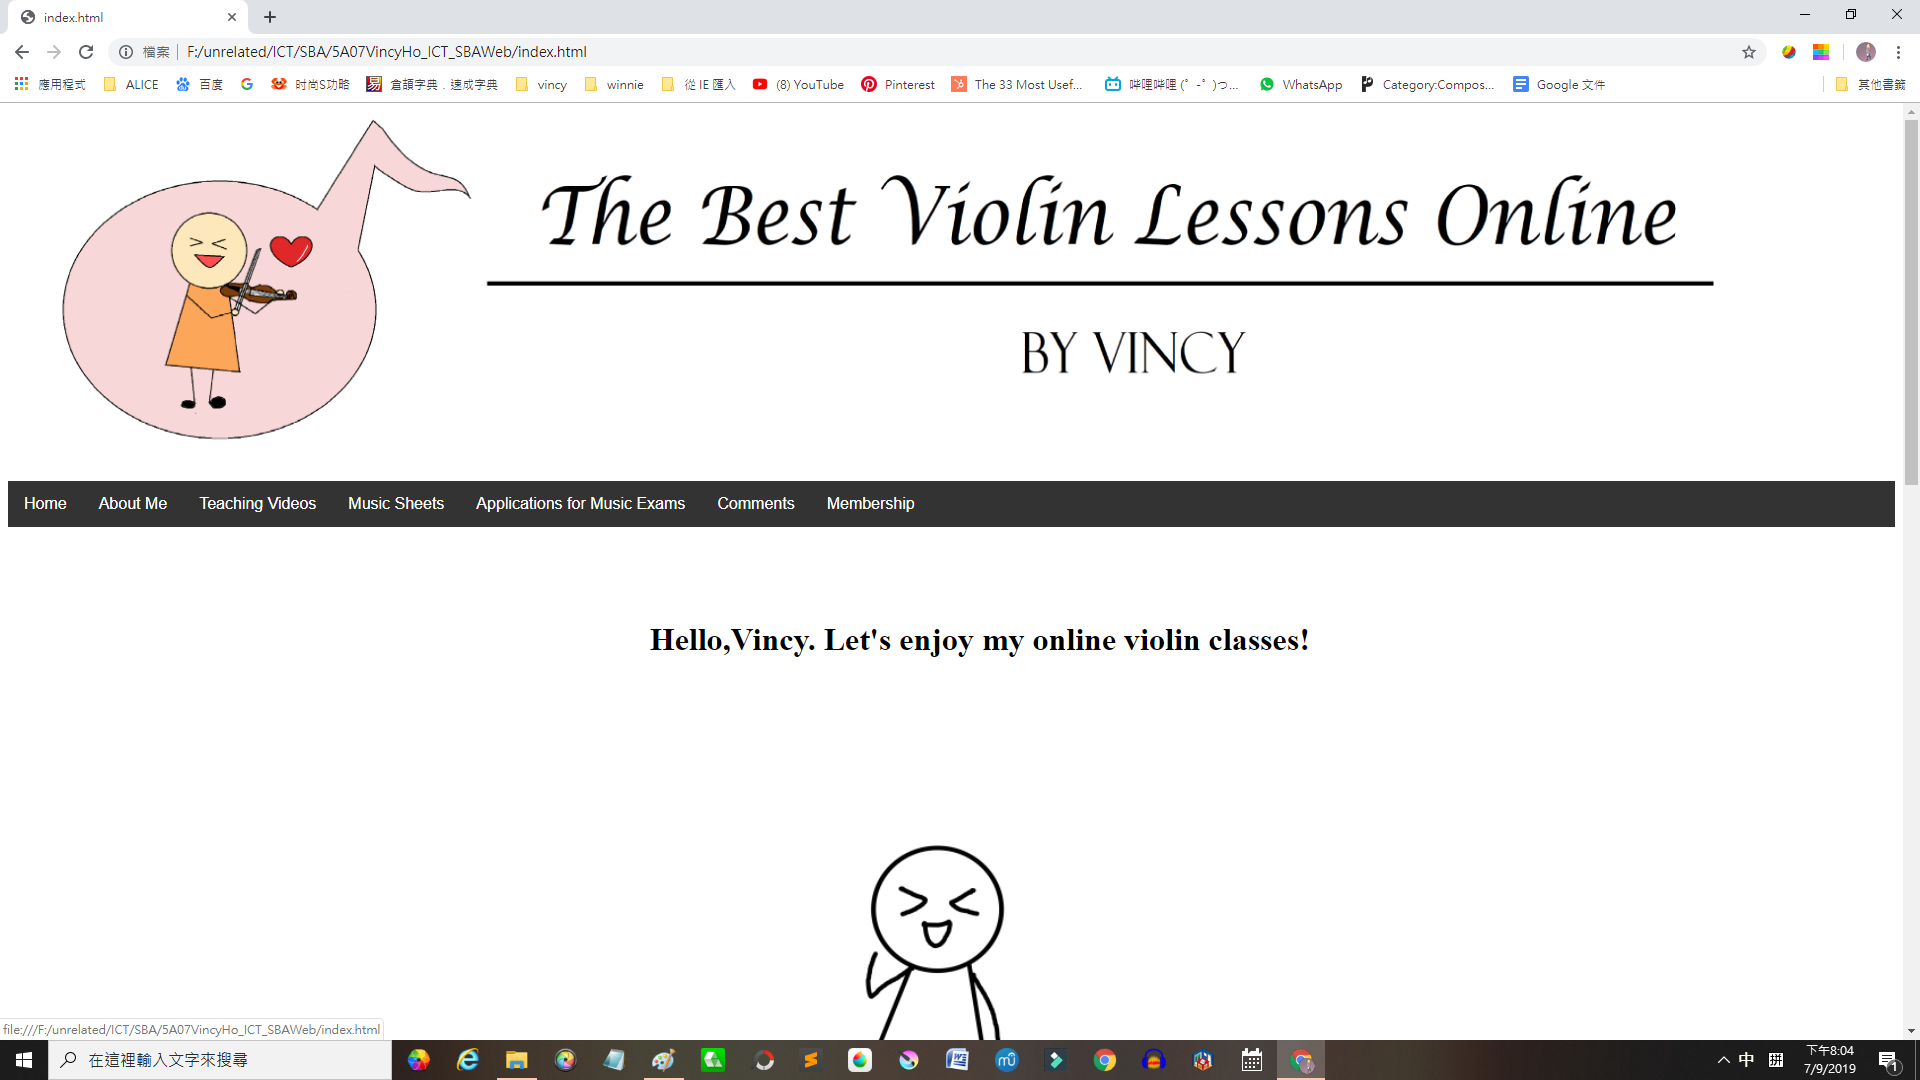 index.html
檔案 F:/unrelated/ICT/SBA/5A07VincyHo_ICT_SBAWeb/index.html
應用程式 ALICE 百度 时尚S功略 倉頡字典﹒速成字典 vincy winnie 從 IE 匯入 (8) YouTube Pinterest The 33 Most Usef... 哔哩哔哩 (゜-゜)つ... WhatsApp Category:Compos... Google 文件 其他書籤
The Best Violin Lessons Online
BY VINCY
Home About Me Teaching Videos Music Sheets Applications for Music Exams Comments Membership
Hello,Vincy. Let's enjoy my online violin classes!
file:///F:/unrelated/ICT/SBA/5A07VincyHo_ICT_SBAWeb/index.html
在這裡輸入文字來搜尋
中 拼 下午8:04
7/9/2019
1